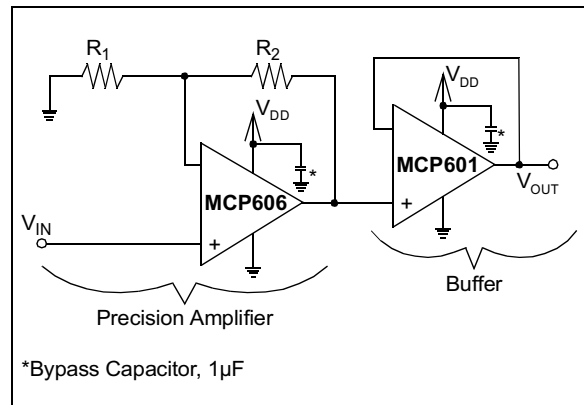 R1
R2
VDD
VDD
*
*
MCP606
MCP601
VIN
+
+
VOUT
Precision Amplifier
Buffer
*Bypass Capacitor, 1µF